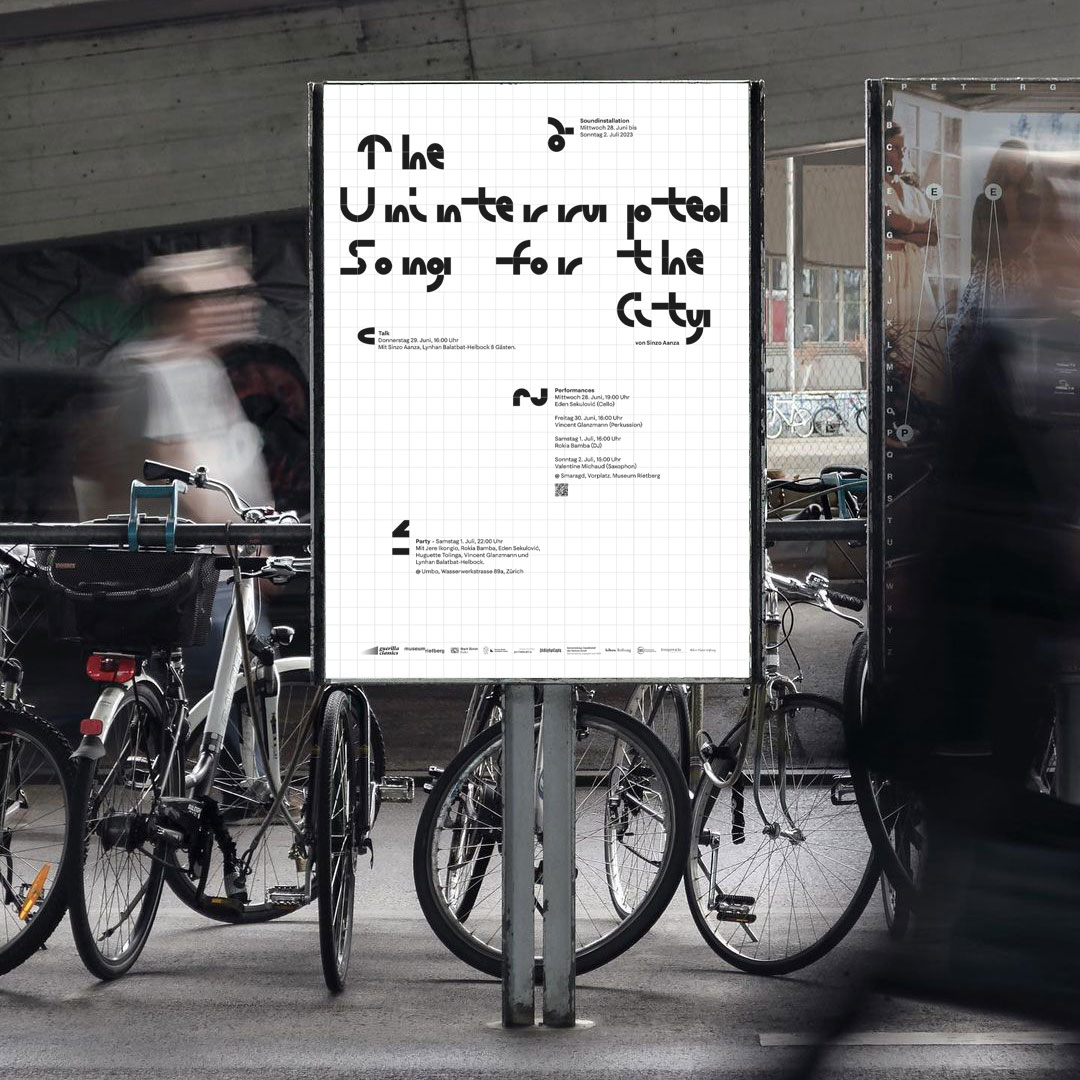 The
Uninterrupted
Song for the
City
von Sinzo Aanza
Soundinstallation
Mittwoch 28. Juni bis
Sonntag 2. Juli 2023
Talk
Donnerstag 29. Juni, 16:00 Uhr
Mit Sinzo Aanza, Lynhan Balatbat-Helbock & Gästen.
Performances
Mittwoch 28. Juni, 19:00 Uhr
Eden Sekulović (Cello)
Freitag 30. Juni, 16:00 Uhr
Vincent Glanzmann (Perkussion)
Samstag 1. Juli, 16:00 Uhr
Rokia Bamba (DJ)
Sonntag 2. Juli, 15:00 Uhr
Valentine Michaud (Saxophon)
@ Smaragd, Vorplatz, Museum Rietberg
Party – Samstag 1. Juli, 22:00 Uhr
Mit Jere Ikongio, Rokia Bamba, Eden Sekulović,
Huguette Tolinga, Vincent Glanzmann und
Lynhan Balatbat-Helbock.
@ Umbo, Wasserwerkstrasse 89a, Zürich
guerilla
classics
museum rietberg
P E T E R G
A
B
C
D
E
F
G
H
I
J
K
L
M
N
O
P
Q
R
S
T
U
V
W
X
Y
Z
E
E
P